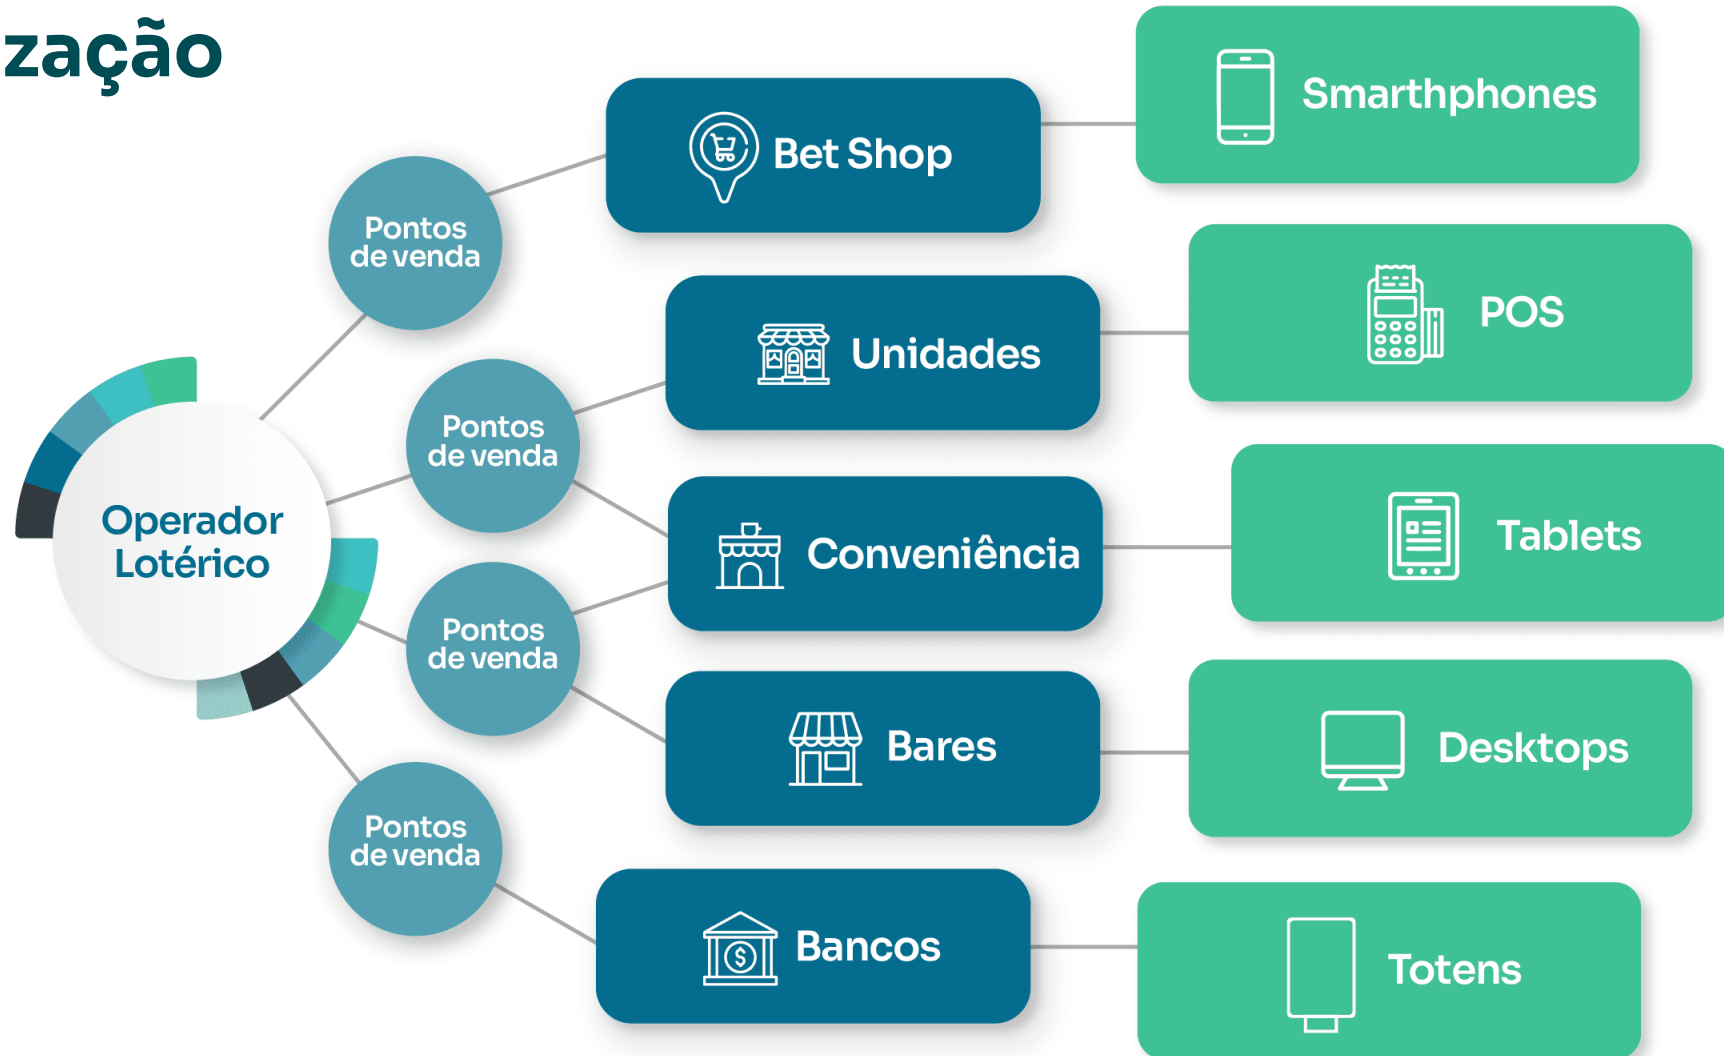 zação
Operador
Lotérico
Pontos
de venda
Pontos
de venda
Pontos
de venda
Pontos
de venda
Bet Shop
Unidades
Conveniência
Bares
Bancos
$
Smarthphones
POS
Tablets
Desktops
Totens